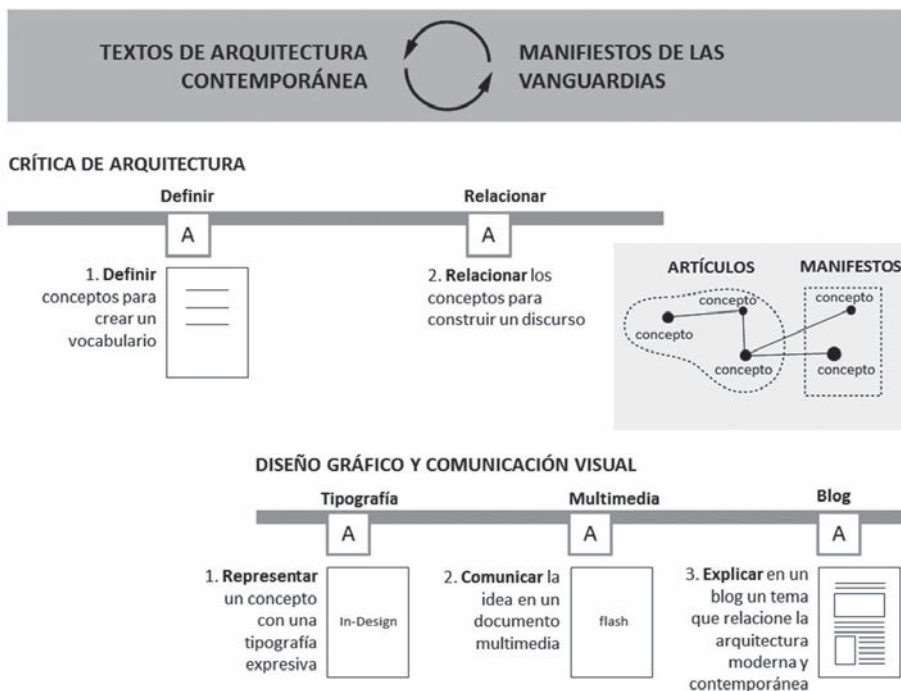 TEXTOS DE ARQUITECTURA
CONTEMPORÁNEA
MANIFIESTOS DE LAS
VANGUARDIAS
CRÍTICA DE ARQUITECTURA
Definir
A
1. Definir
conceptos para
crear un
vocabulario
Relacionar
A
2. Relacionar los
conceptos para
construir un discurso
ARTÍCULOS
MANIFESTOS
concepto
concepto
concepto
concepto
concepto
DISEÑO GRÁFICO Y COMUNICACIÓN VISUAL
Tipografía
A
1. Representar
un concepto
con una
tipografía
expresiva
In-Design
Multimedia
A
2. Comunicar la
idea en un
documento
multimedia
flash
Blog
A
3. Explicar en un
blog un tema
que relacione la
arquitectura
moderna y
contemporánea